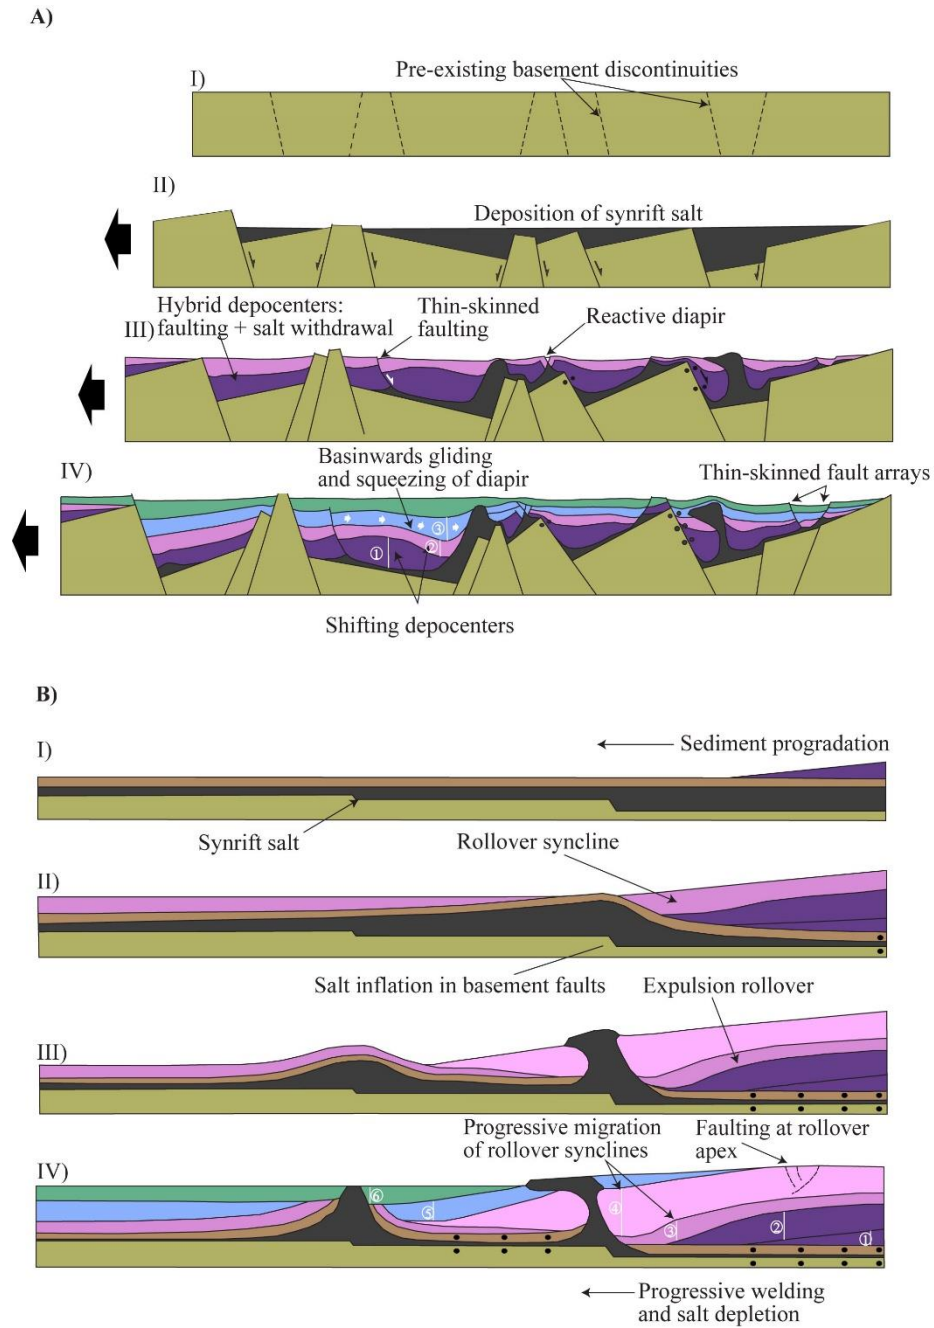 A)
I)
Pre-existing basement discontinuities
II)
Deposition of synrift salt
III)
Hybrid depocenters:
faulting + salt withdrawal
Thin-skinned
faulting
Reactive diapir
IV)
Basinwards gliding
and squeezing of diapir
Thin-skinned fault arrays
①
②
③
Shifting depocenters
B)
I)
Sediment progradation
Synrift salt
Rollover syncline
II)
Salt inflation in basement faults
Expulsion rollover
III)
Progressive migration
of rollover synclines
Faulting at rollover
apex
IV)
⑥
⑤
④
③
②
①
Progressive welding
and salt depletion